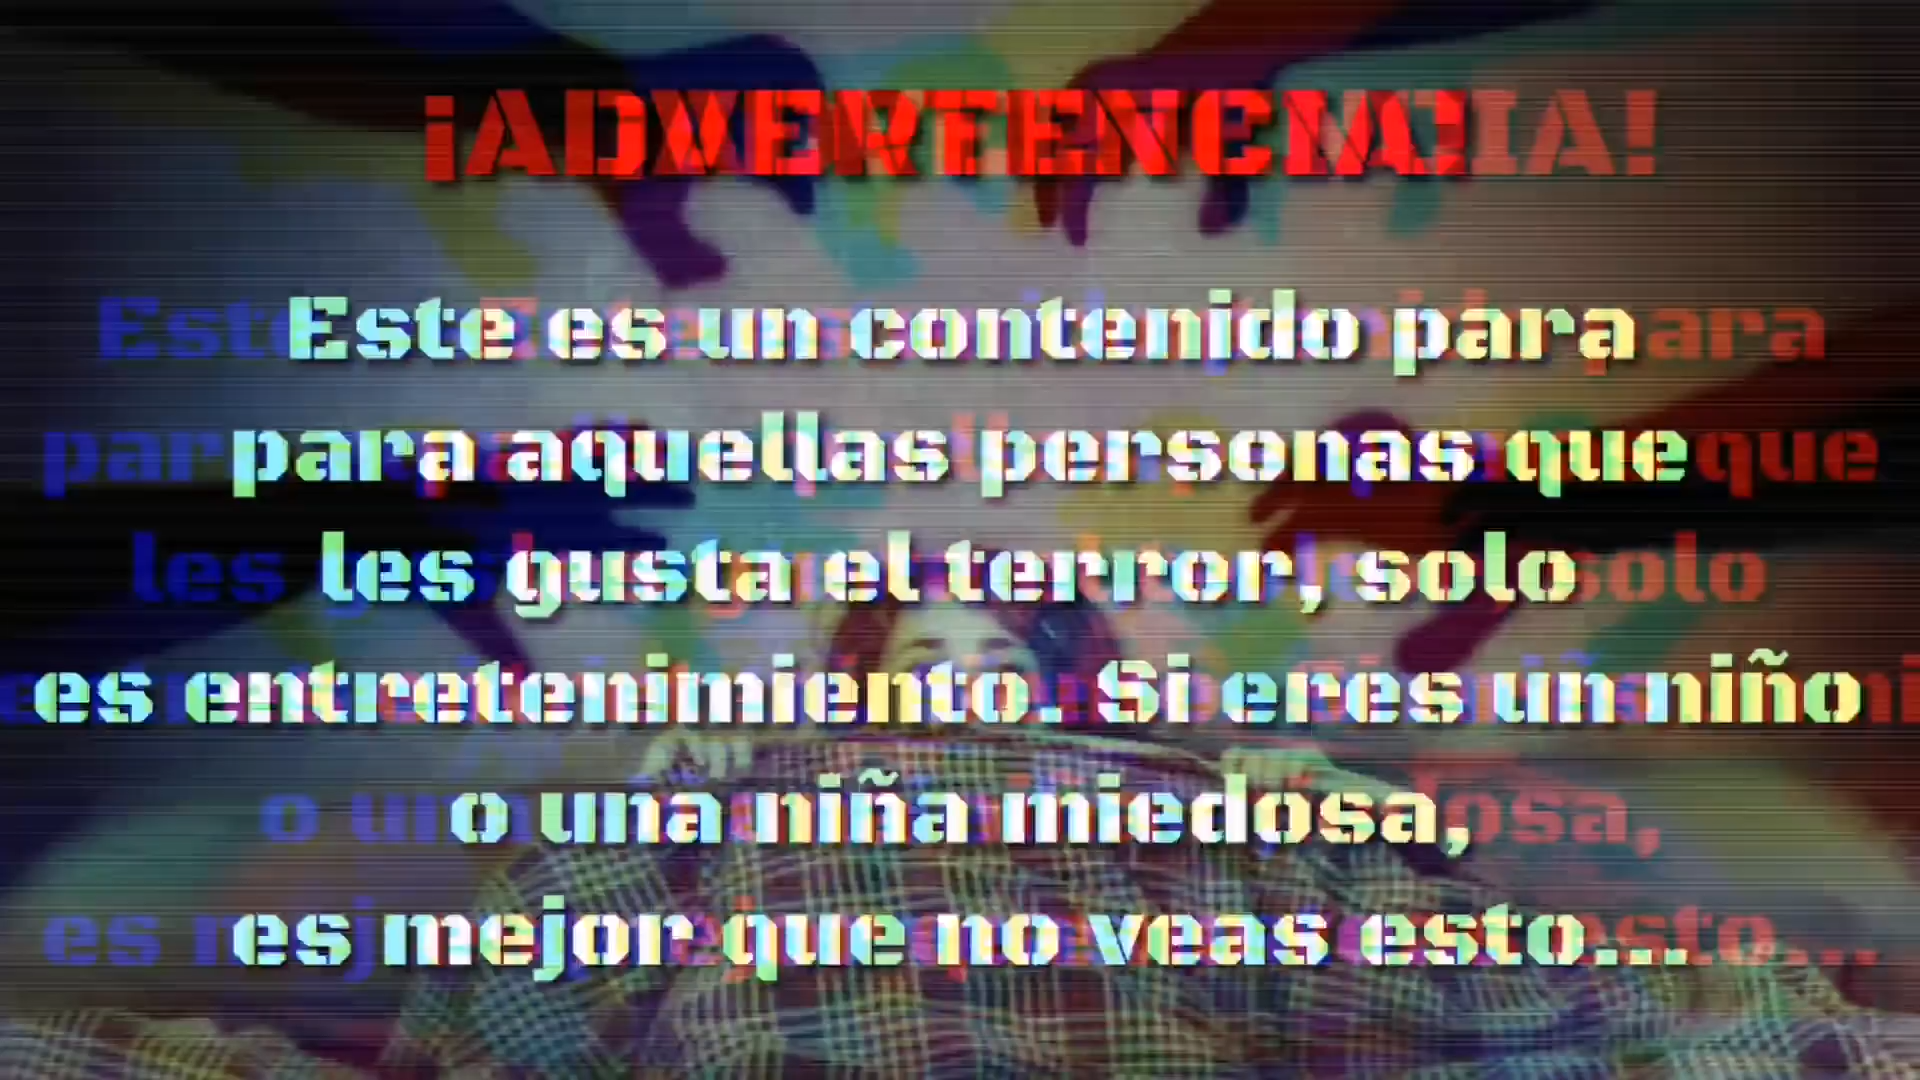 ¡ADVERTENCIA!
Este es un contenido para
para aquellas personas que
les gusta el terror, solo
es entretenimiento. Si eres un niño
o una niña miedosa,
es mejor que no veas esto...